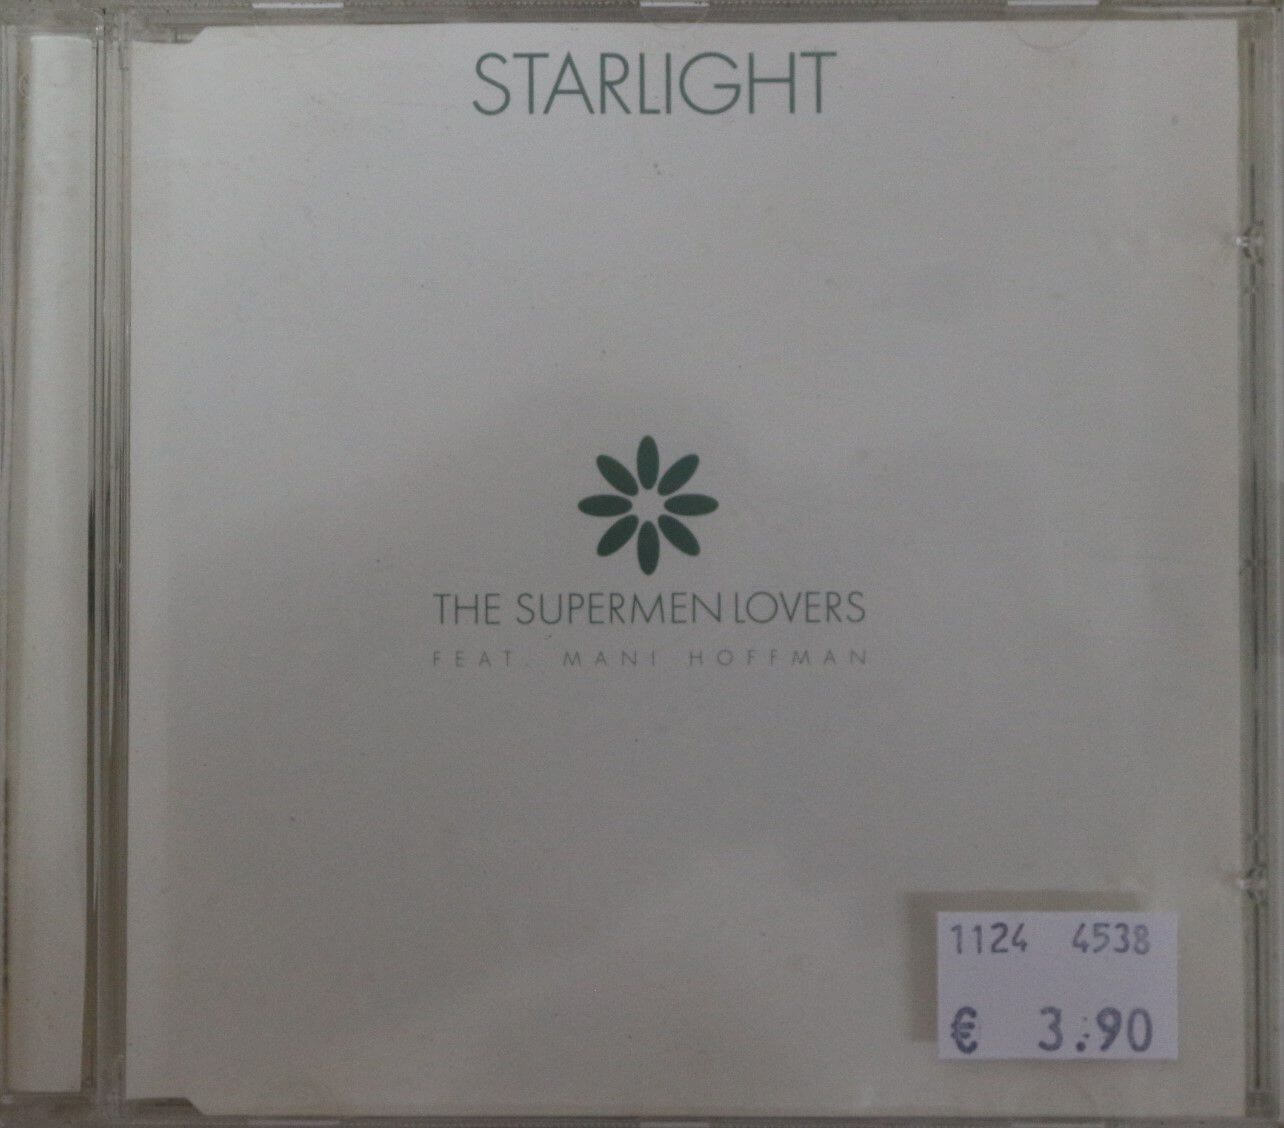 STARLIGHT
THE SUPERMEN LOVERS
FEAT. MANI HOFFMAN
1124 4538
€ 3.90